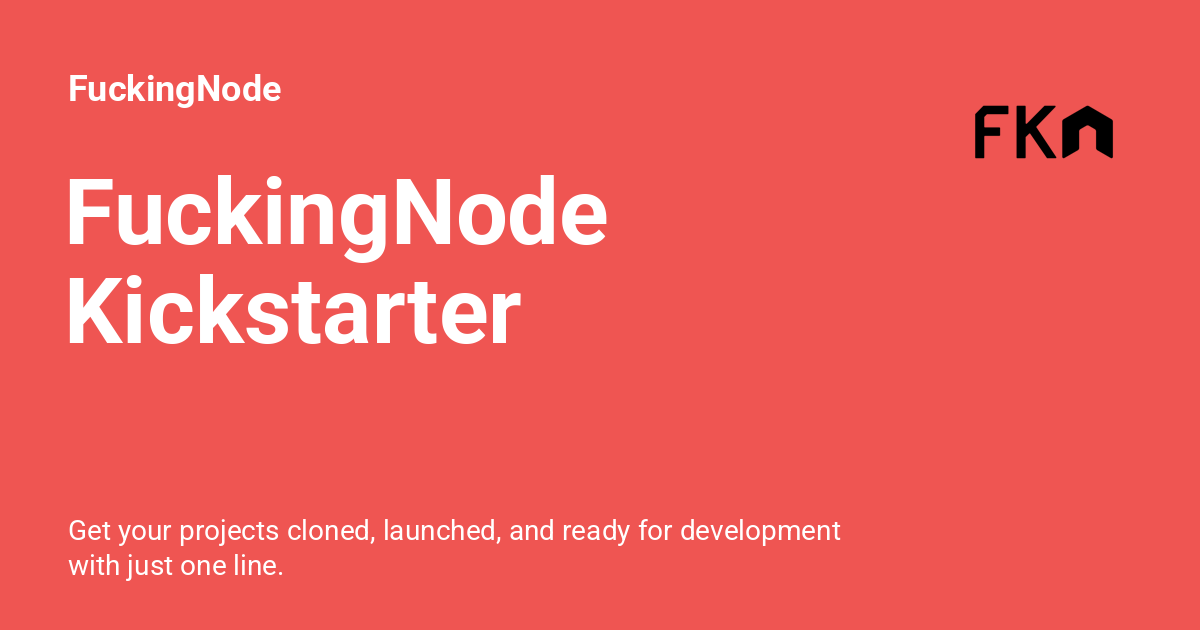 FuckingNode
FKn
FuckingNode
Kickstarter
Get your projects cloned, launched, and ready for development
with just one line.